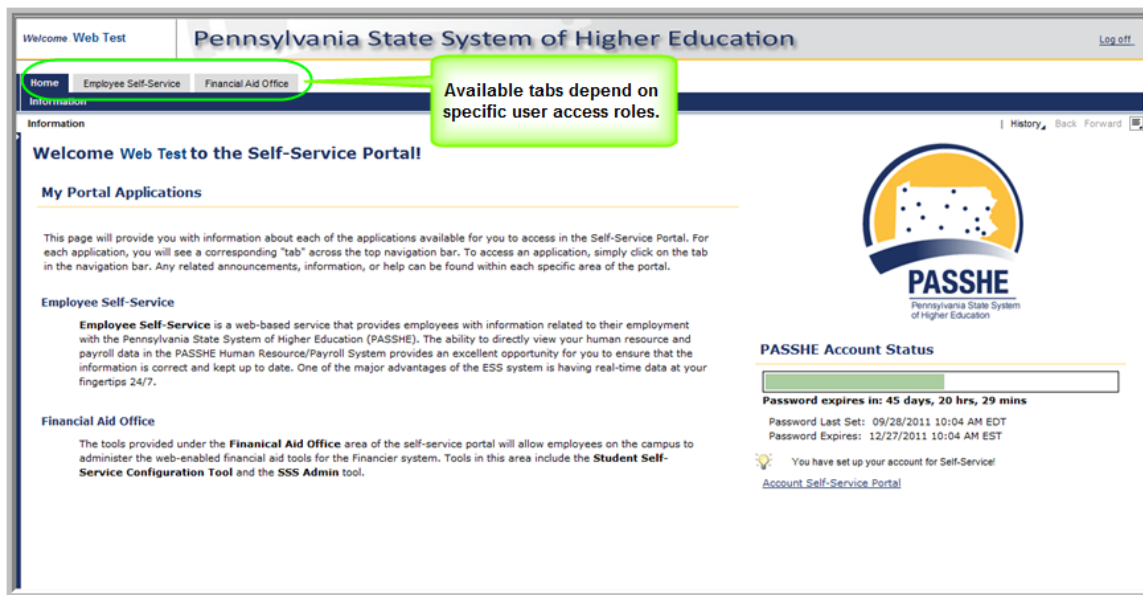 Welcome Web Test
Pennsylvania State System of Higher Education
Log off
Home Employee Self-Service Financial Aid Office
Available tabs depend on
specific user access roles.
Information
Information
History Back Forward
Welcome Web Test to the Self-Service Portal!
My Portal Applications
This page will provide you with information about each of the applications available for you to access in the Self-Service Portal. For
each application, you will see a corresponding "tab" across the top navigation bar. To access an application, simply click on the tab
in the navigation bar. Any related announcements, information, or help can be found within each specific area of the portal.
Employee Self-Service
Employee Self-Service is a web-based service that provides employees with information related to their employment
with the Pennsylvania State System of Higher Education (PASSHE). The ability to directly view your human resource and
payroll data in the PASSHE Human Resource/Payroll System provides an excellent opportunity for you to ensure that the
information is correct and kept up to date. One of the major advantages of the ESS system is having real-time data at your
fingertips 24/7.
Financial Aid Office
The tools provided under the Finanical Aid Office area of the self-service portal will allow employees on the campus to
administer the web-enabled financial aid tools for the Financier system. Tools in this area include the Student Self-
Service Configuration Tool and the SSS Admin tool.
PASSHE
Pennsylvania State System
of Higher Education
PASSHE Account Status
Password expires in: 45 days, 20 hrs, 29 mins
Password Last Set: 09/28/2011 10:04 AM EDT
Password Expires: 12/27/2011 10:04 AM EST
You have set up your account for Self-Service!
Account Self-Service Portal